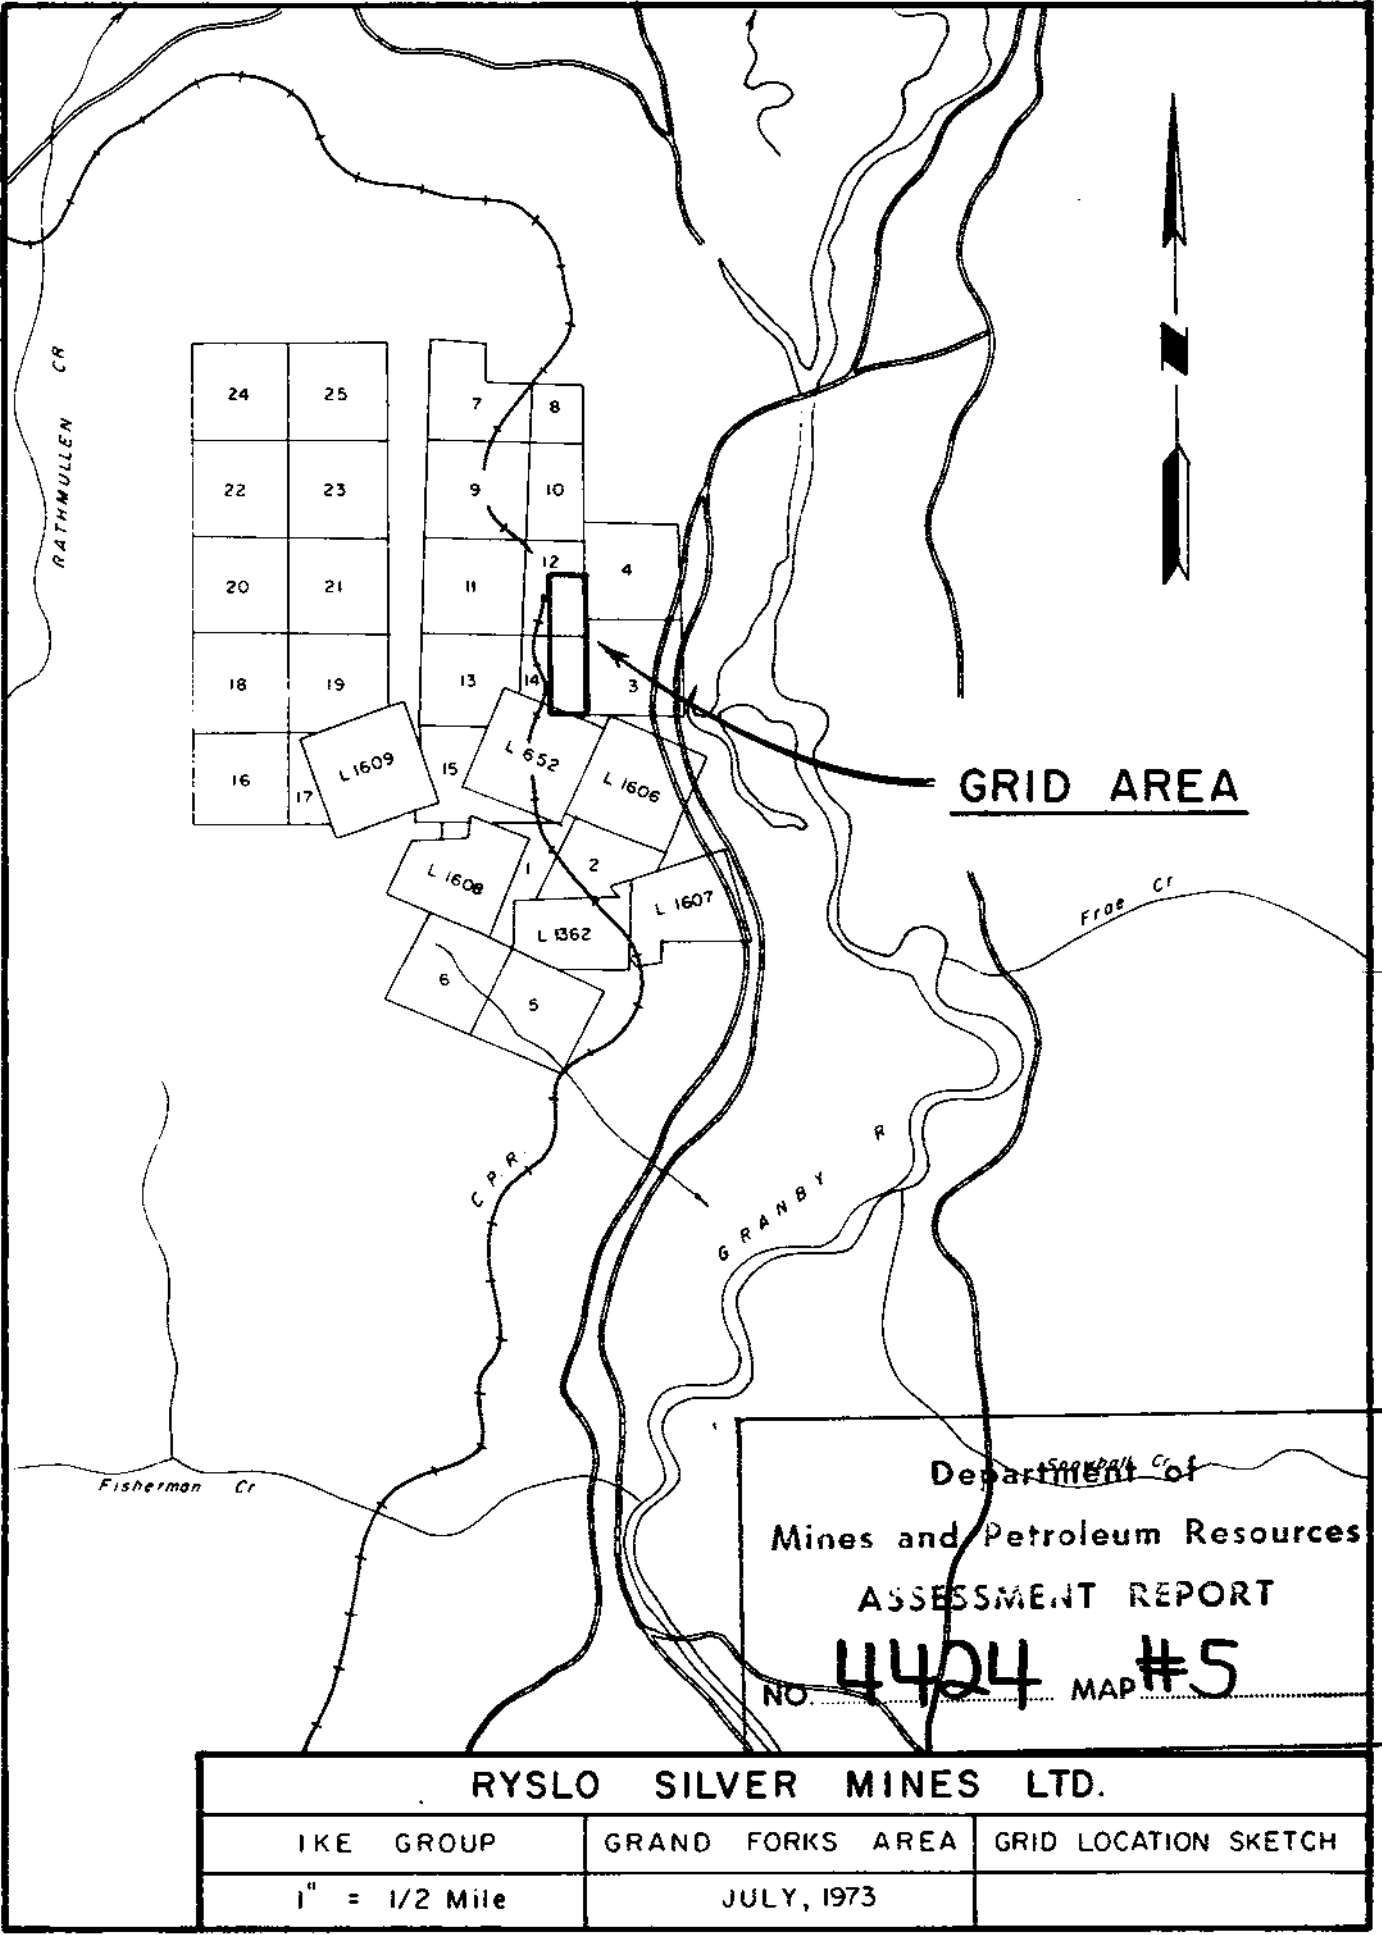 RATHMULLEN CR
N
24
25
7
8
22
23
9
10
12
4
20
21
11
18
19
13
14
3
L 1609
L 652
L 1606
16
17
15
GRID AREA
L 1608
1
2
L 1607
L 1362
Frae Cr
6
5
C.P.R.
GRANBY R
Fisherman Cr
Snowball Cr
Department of
Mines and Petroleum Resources
ASSESSMENT REPORT
NO. 4424 MAP #5
RYSLO SILVER MINES LTD.
IKE GROUP
GRAND FORKS AREA
GRID LOCATION SKETCH
1" = 1/2 Mile
JULY, 1973